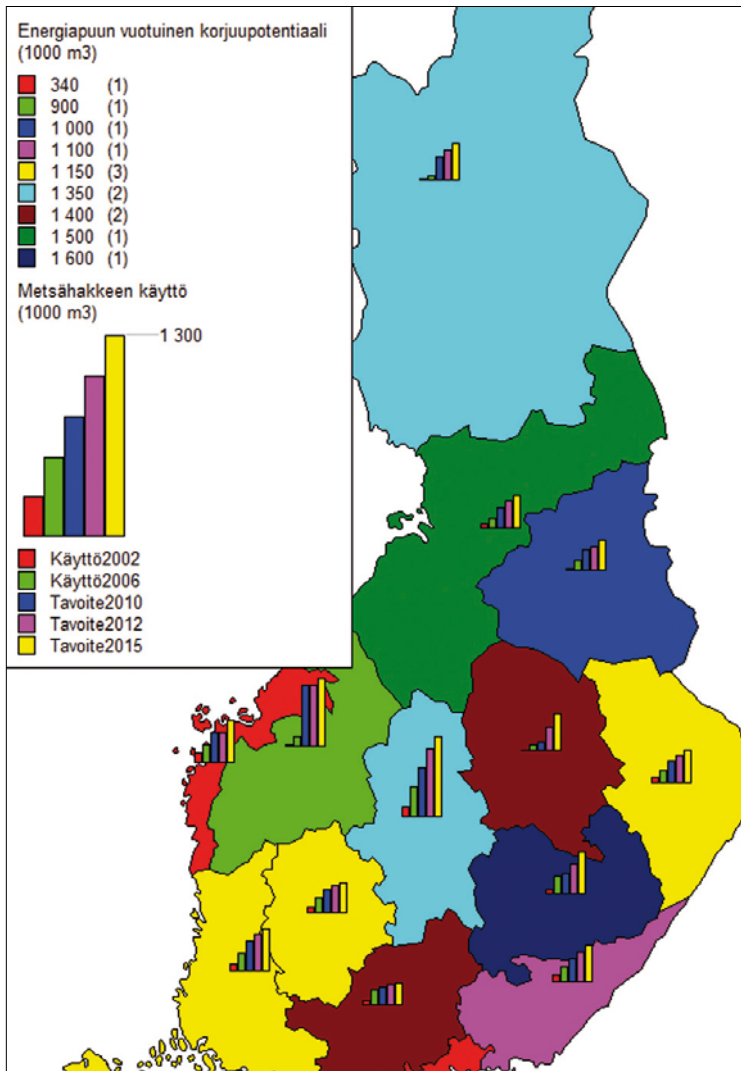 Energiapuun vuotuinen korjuupotentiaali
(1000 m3)
340 (1)
900 (1)
1 000 (1)
1 100 (1)
1 150 (3)
1 350 (2)
1 400 (2)
1 500 (1)
1 600 (1)
Metsähakkeen käyttö
(1000 m3)
1 300
Käyttö2002
Käyttö2006
Tavoite2010
Tavoite2012
Tavoite2015